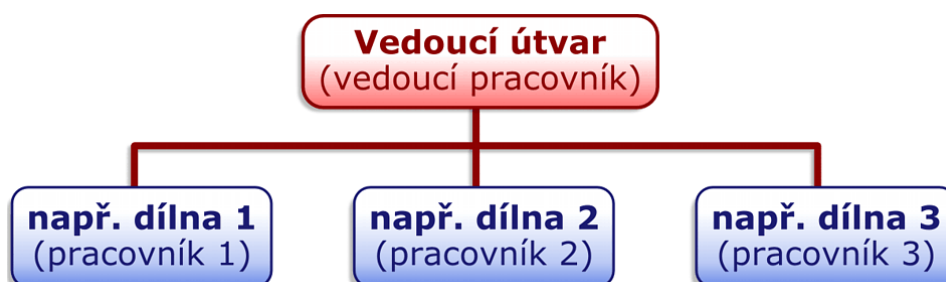 Vedoucí útvar
(vedoucí pracovník)
např. dílna 1
(pracovník 1)
např. dílna 2
(pracovník 2)
např. dílna 3
(pracovník 3)